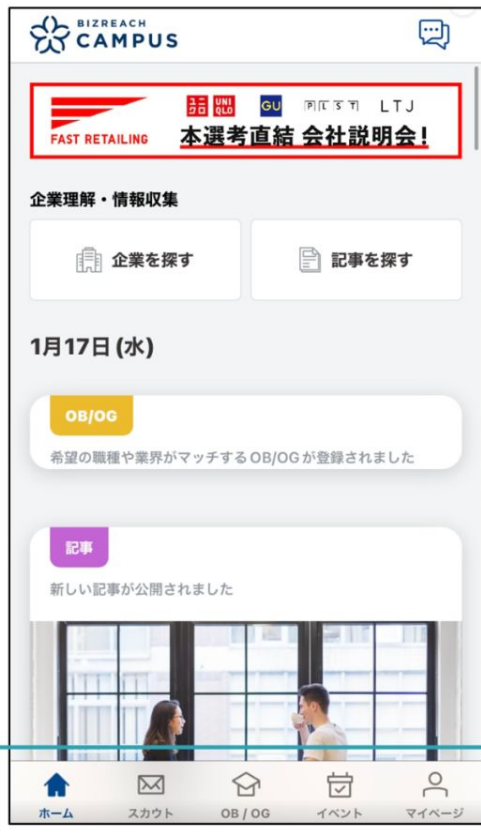 BIZREACH
CAMPUS
ユニクロ UNIQLO GU PLST LTJ
FAST RETAILING 本選考直結 会社説明会!
企業理解・情報収集
企業を探す 記事を探す
1月17日(水)
OB/OG
希望の職種や業界がマッチするOB/OGが登録されました
記事
新しい記事が公開されました
ホーム スカウト OB / OG イベント マイページ